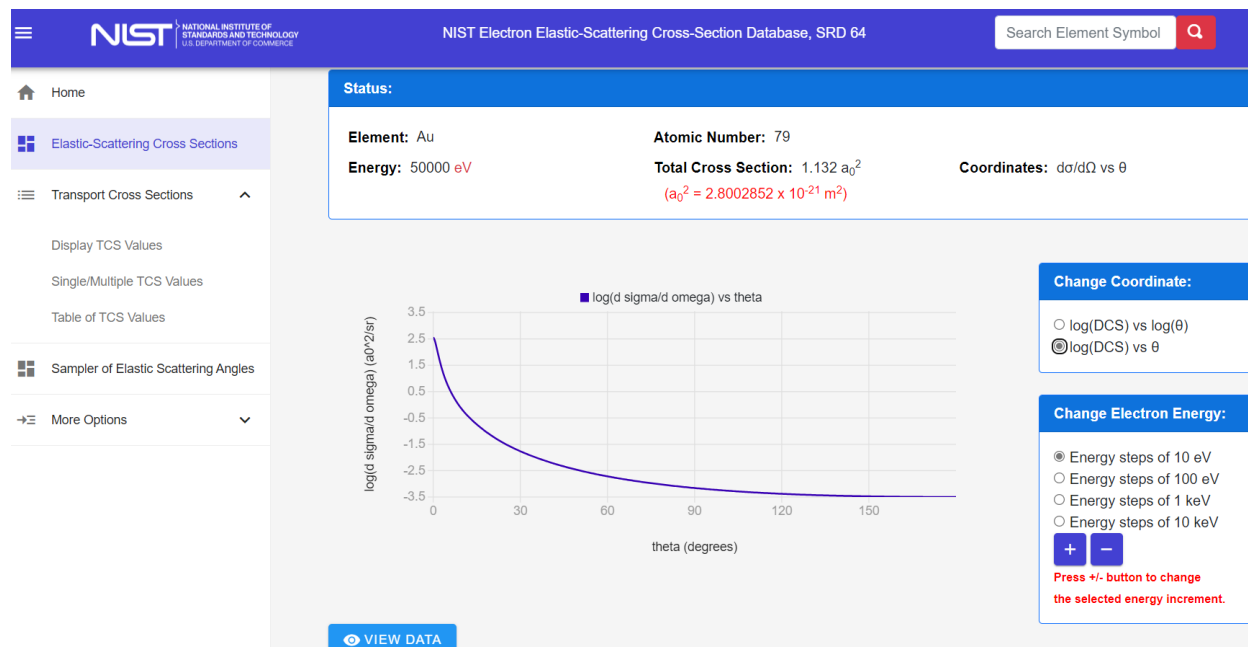 NIST
NATIONAL INSTITUTE OF
STANDARDS AND TECHNOLOGY
U.S. DEPARTMENT OF COMMERCE
NIST Electron Elastic-Scattering Cross-Section Database, SRD 64
Search Element Symbol
Home
Elastic-Scattering Cross Sections
Transport Cross Sections
Display TCS Values
Single/Multiple TCS Values
Table of TCS Values
Sampler of Elastic Scattering Angles
More Options
Status:
Element: Au
Atomic Number: 79
Energy: 50000 eV
Total Cross Section: 1.132 a₀²
Coordinates: dσ/dΩ vs θ
(a₀² = 2.8002852 x 10⁻²¹ m²)
log(d sigma/d omega) vs theta
log(d sigma/d omega) (a0^2/sr)
3.5
2.5
1.5
0.5
-0.5
-1.5
-2.5
-3.5
0 30 60 90 120 150
theta (degrees)
VIEW DATA
Change Coordinate:
log(DCS) vs log(θ)
log(DCS) vs θ
Change Electron Energy:
Energy steps of 10 eV
Energy steps of 100 eV
Energy steps of 1 keV
Energy steps of 10 keV
+ −
Press +/- button to change
the selected energy increment.